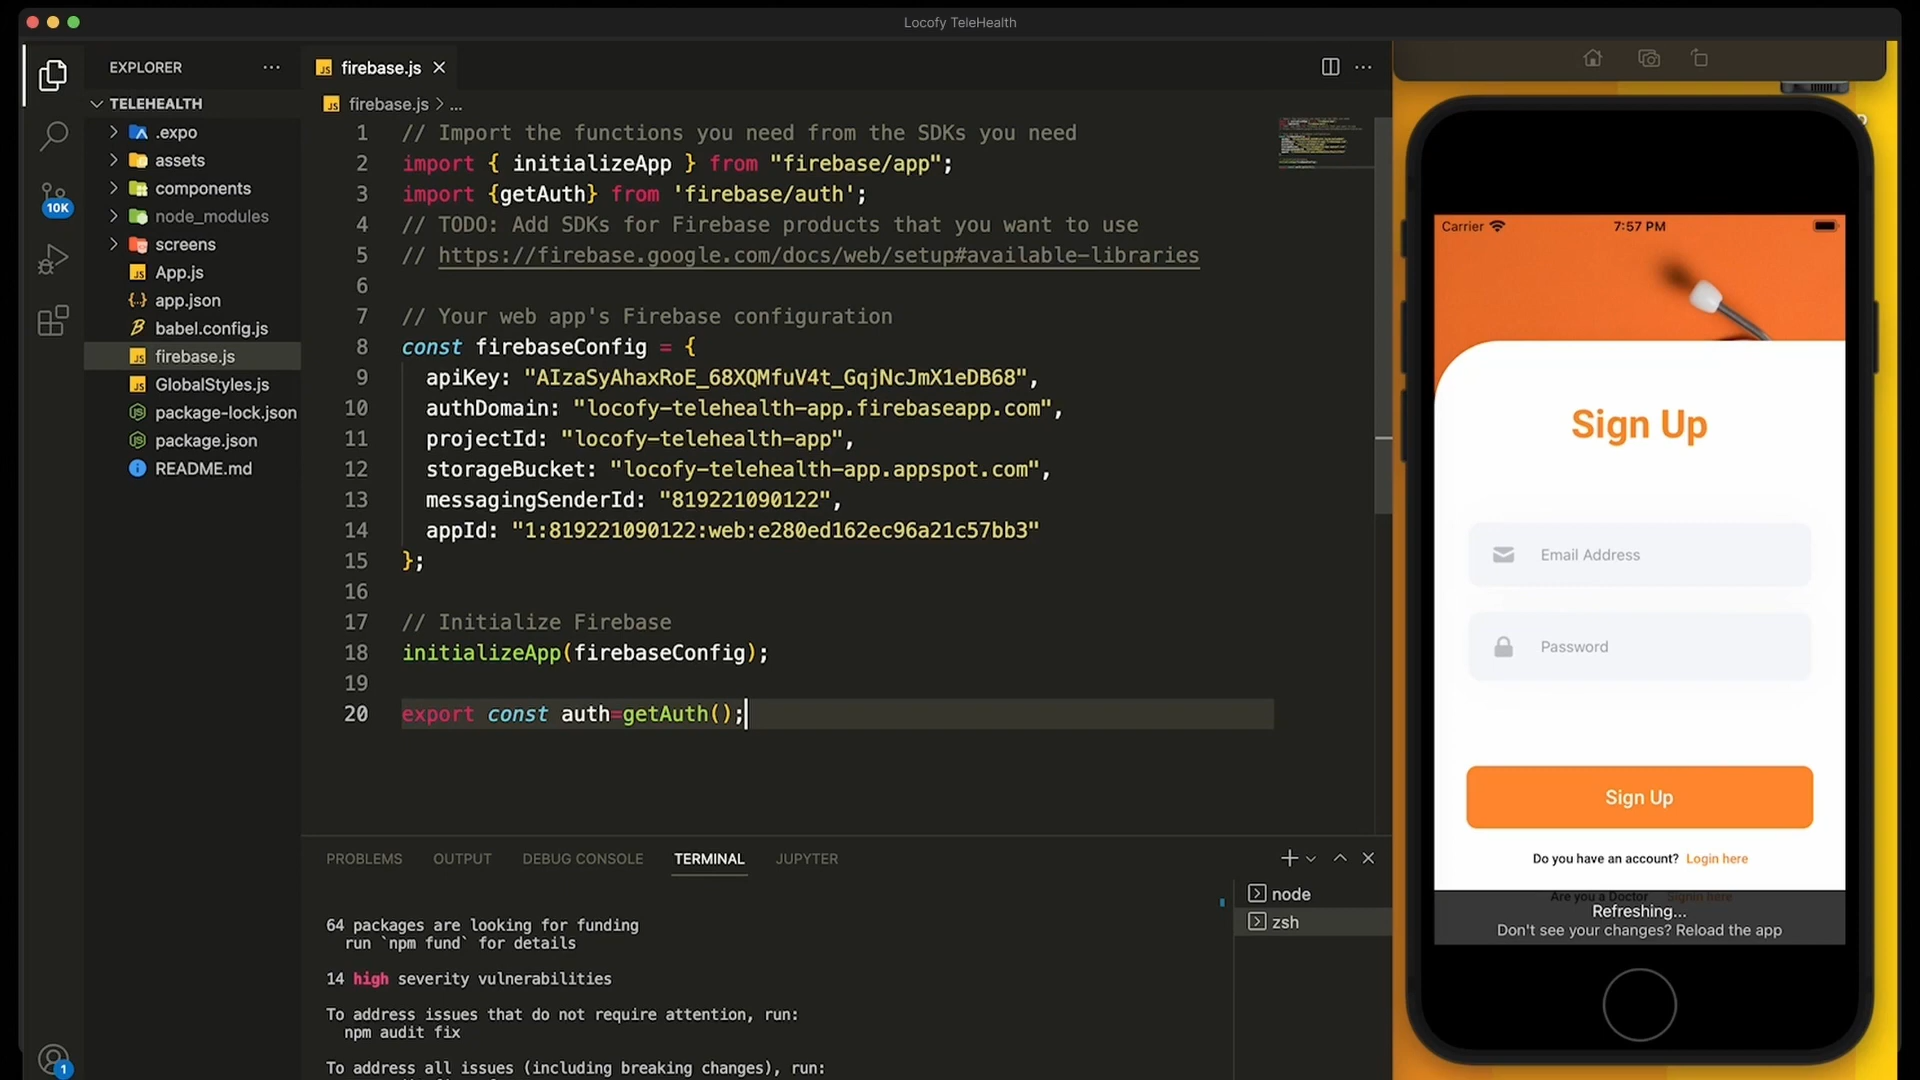 Locofy TeleHealth
EXPLORER
TELEHEALTH
.expo
assets
components
node_modules
screens
App.js
app.json
babel.config.js
firebase.js
GlobalStyles.js
package-lock.json
package.json
README.md
10K
1
JS firebase.js
JS firebase.js > ...
1 // Import the functions you need from the SDKs you need
2 import { initializeApp } from "firebase/app";
3 import {getAuth} from 'firebase/auth';
4 // TODO: Add SDKs for Firebase products that you want to use
5 // https://firebase.google.com/docs/web/setup#available-libraries
6
7 // Your web app's Firebase configuration
8 const firebaseConfig = {
9 apiKey: "AIzaSyAhaxRoE_68XQMfuV4t_GqjNcJmX1eDB68",
10 authDomain: "locofy-telehealth-app.firebaseapp.com",
11 projectId: "locofy-telehealth-app",
12 storageBucket: "locofy-telehealth-app.appspot.com",
13 messagingSenderId: "819221090122",
14 appId: "1:819221090122:web:e280ed162ec96a21c57bb3"
15 };
16
17 // Initialize Firebase
18 initializeApp(firebaseConfig);
19
20 export const auth=getAuth();
PROBLEMS OUTPUT DEBUG CONSOLE TERMINAL JUPYTER
64 packages are looking for funding
run `npm fund` for details
14 high severity vulnerabilities
To address issues that do not require attention, run:
npm audit fix
To address all issues (including breaking changes), run:
node
zsh
Carrier 7:57 PM
Sign Up
Email Address
Password
Sign Up
Do you have an account? Login here
Are you a Doctor Signin here
Refreshing...
Don't see your changes? Reload the app